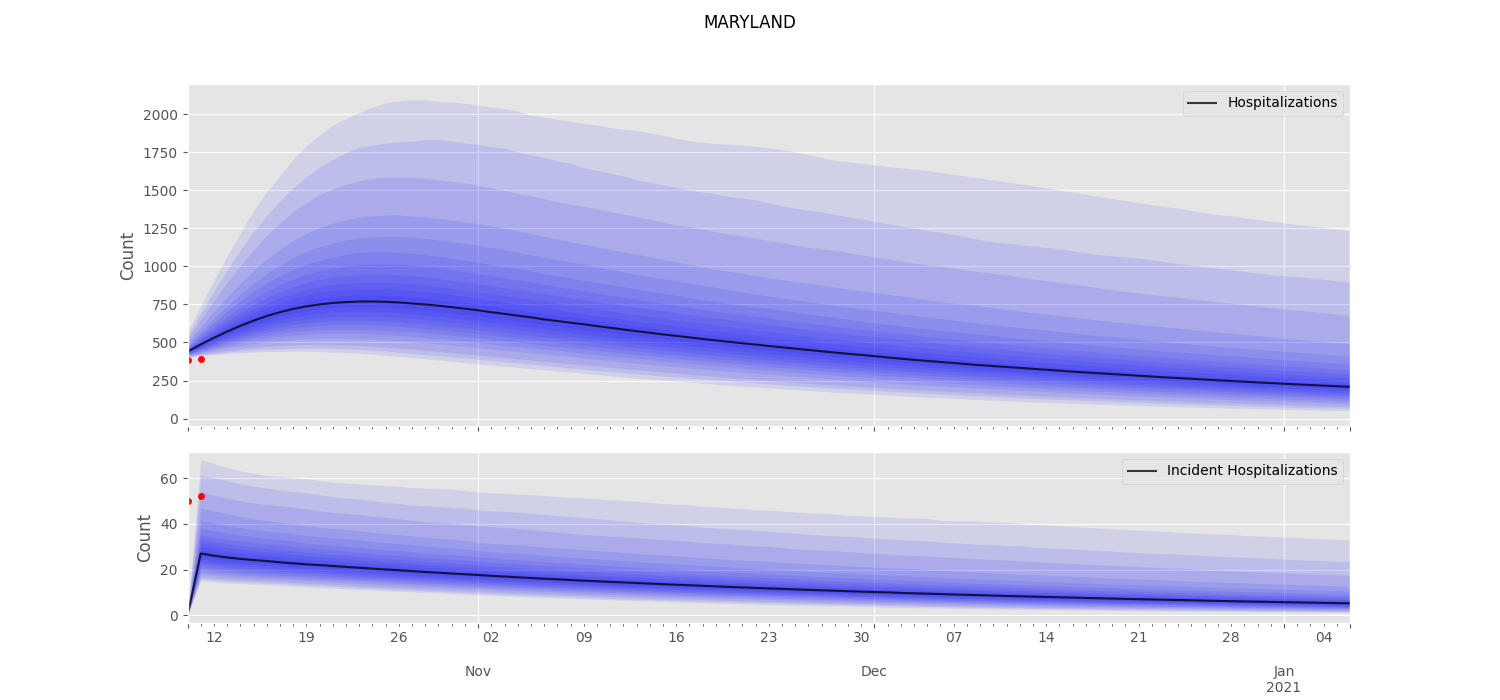 MARYLAND
Hospitalizations
Count
2000
1750
1500
1250
1000
750
500
250
0
Incident Hospitalizations
Count
60
40
20
0
12 19 26 02 09 16 23 30 07 14 21 28 04
Nov Dec Jan
2021